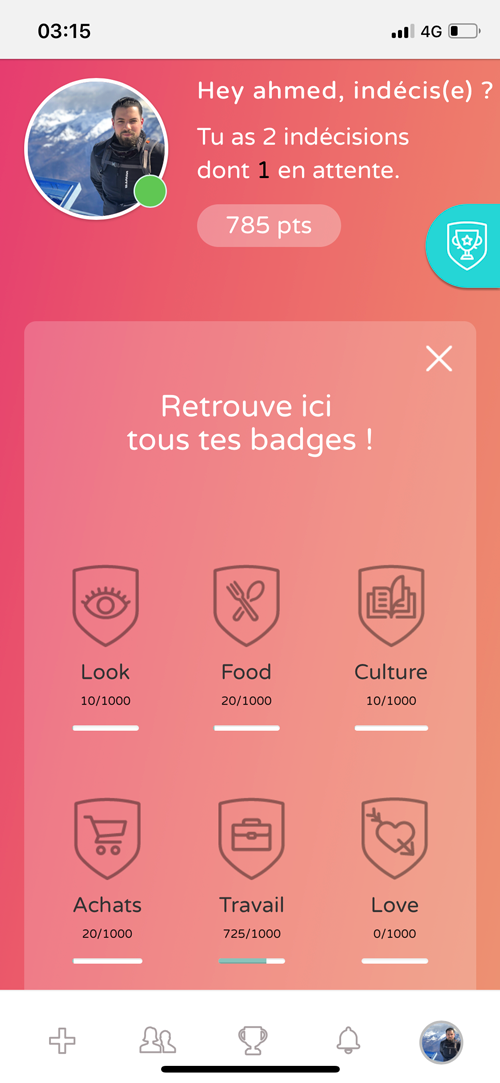 03:15
4G
Hey ahmed, indécis(e) ?
Tu as 2 indécisions
dont 1 en attente.
785 pts
Retrouve ici
tous tes badges !
Look Food Culture
10/1000 20/1000 10/1000
Achats Travail Love
20/1000 725/1000 0/1000